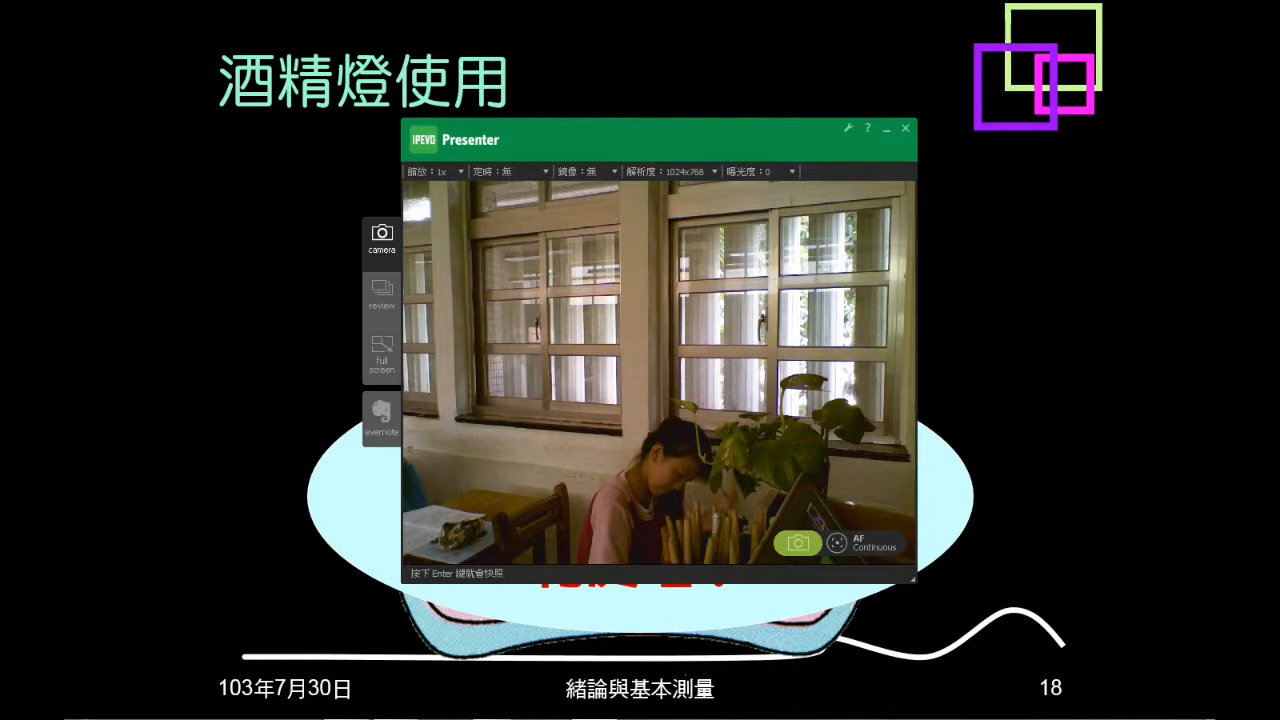 酒精燈使用
IPEVO Presenter
?
縮放：1x
定時：無
鏡像：無
解析度：1024x768
曝光度：0
camera
review
full
screen
evernote
AF
Continuous
按下 Enter 鍵就會快照
103年7月30日
緒論與基本測量
18